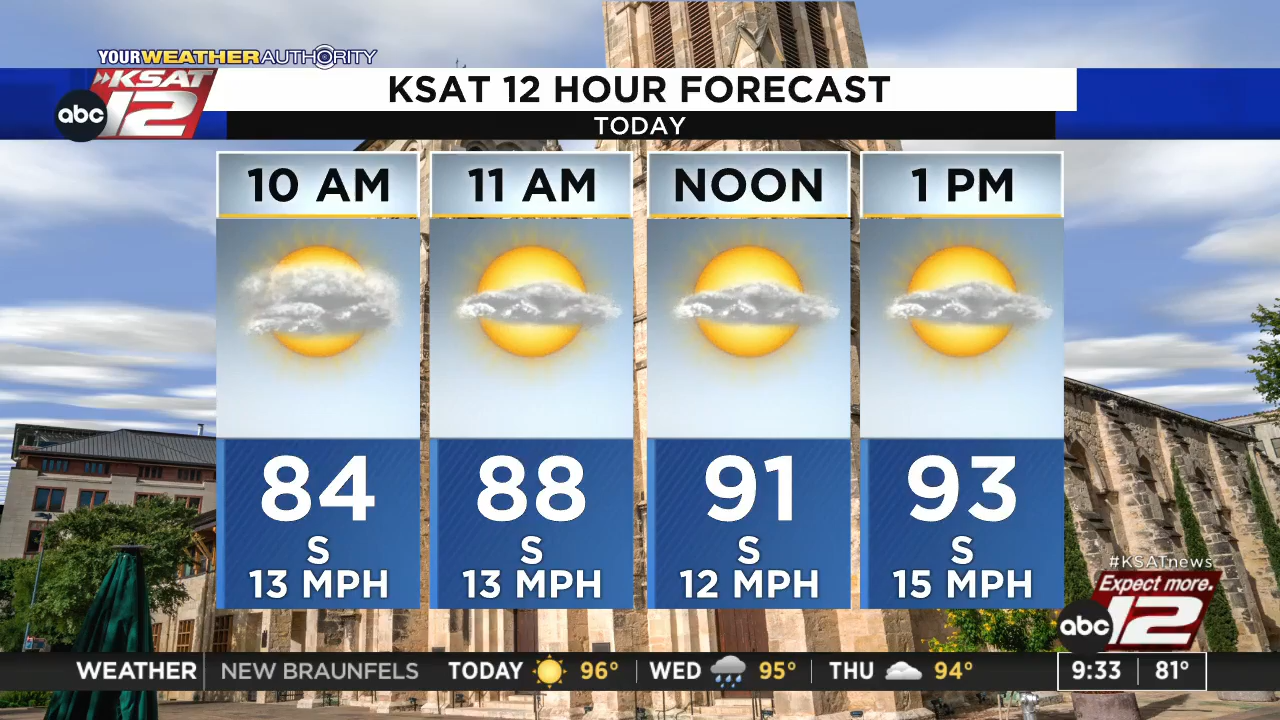 YOURWEATHERAUTHORITY
KSAT
abc 12
KSAT 12 HOUR FORECAST
TODAY
10 AM 11 AM NOON 1 PM
84 88 91 93
S S S S
13 MPH 13 MPH 12 MPH 15 MPH
#KSATnews
Expect more.
abc 12
WEATHER NEW BRAUNFELS TODAY 96° WED 95° THU 94° 9:33 81°